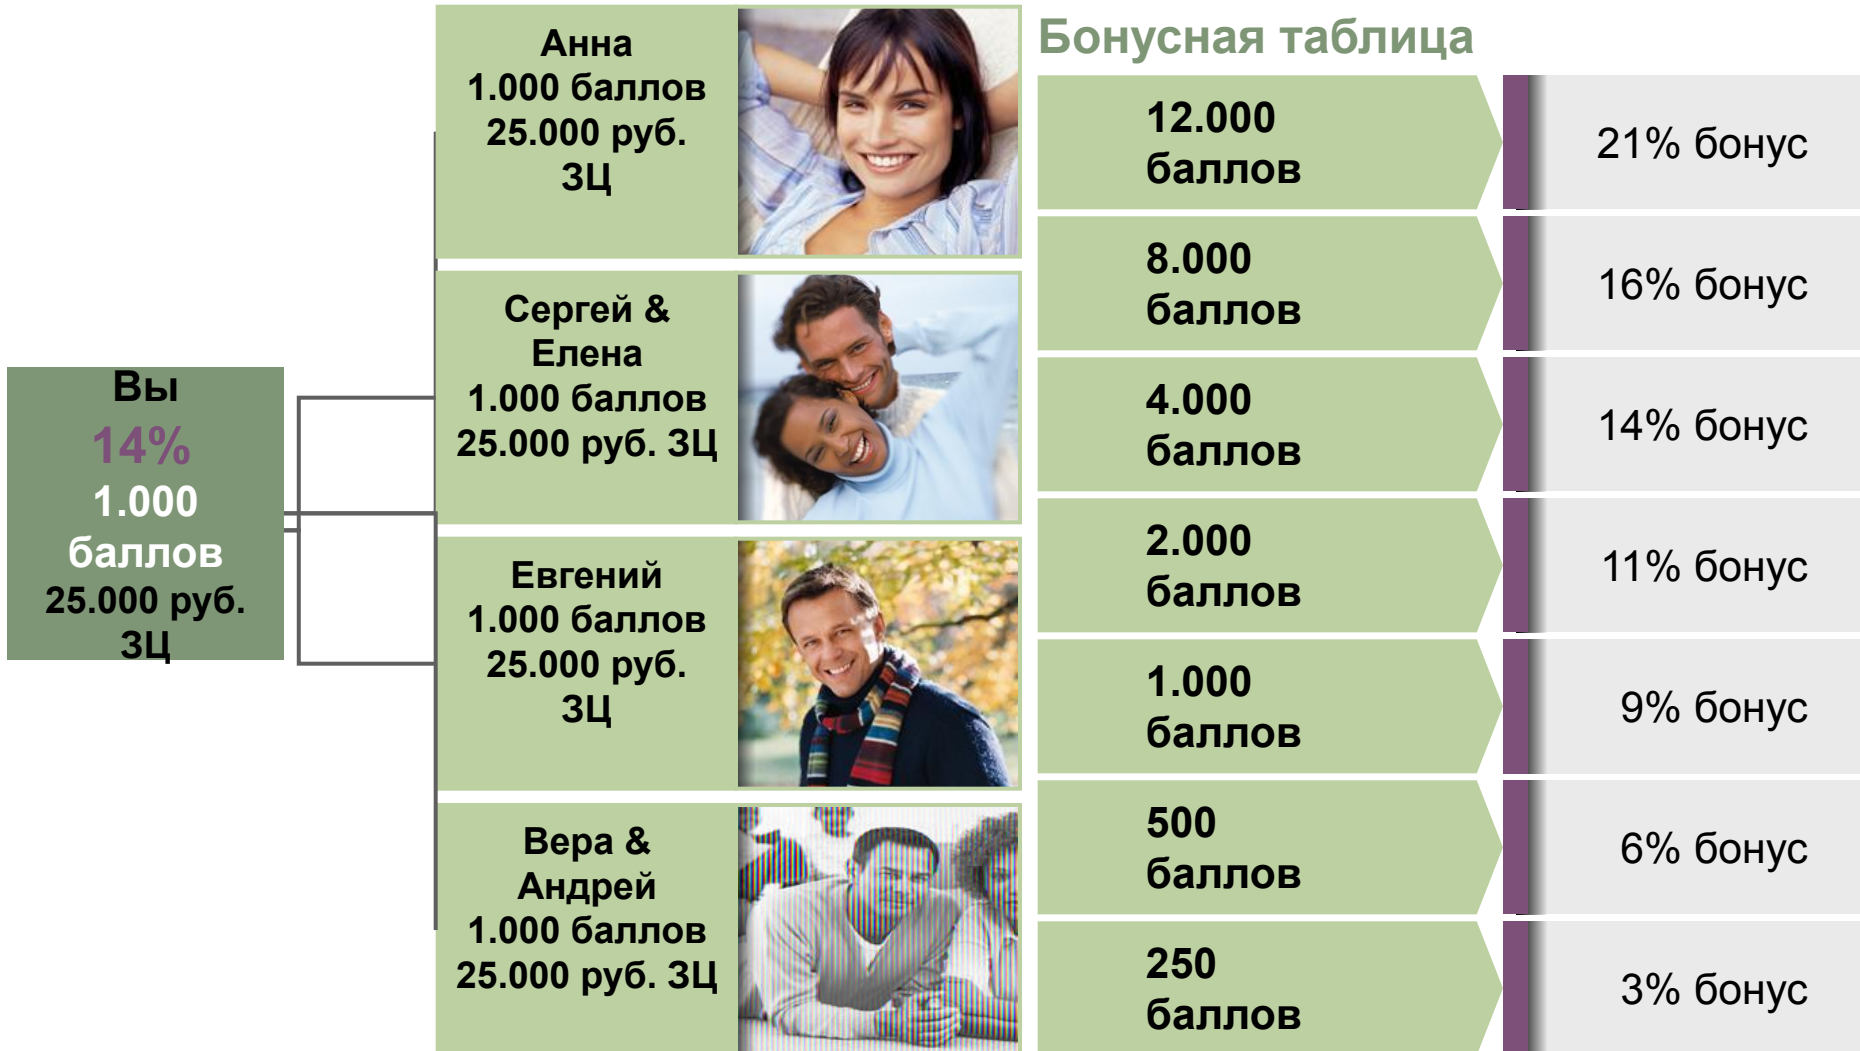 Вы
14%
1.000
баллов
25.000 руб.
ЗЦ
Анна
1.000 баллов
25.000 руб.
ЗЦ
Сергей &
Елена
1.000 баллов
25.000 руб. ЗЦ
Евгений
1.000 баллов
25.000 руб.
ЗЦ
Вера &
Андрей
1.000 баллов
25.000 руб. ЗЦ
Бонусная таблица
12.000
баллов
21% бонус
8.000
баллов
16% бонус
4.000
баллов
14% бонус
2.000
баллов
11% бонус
1.000
баллов
9% бонус
500
баллов
6% бонус
250
баллов
3% бонус